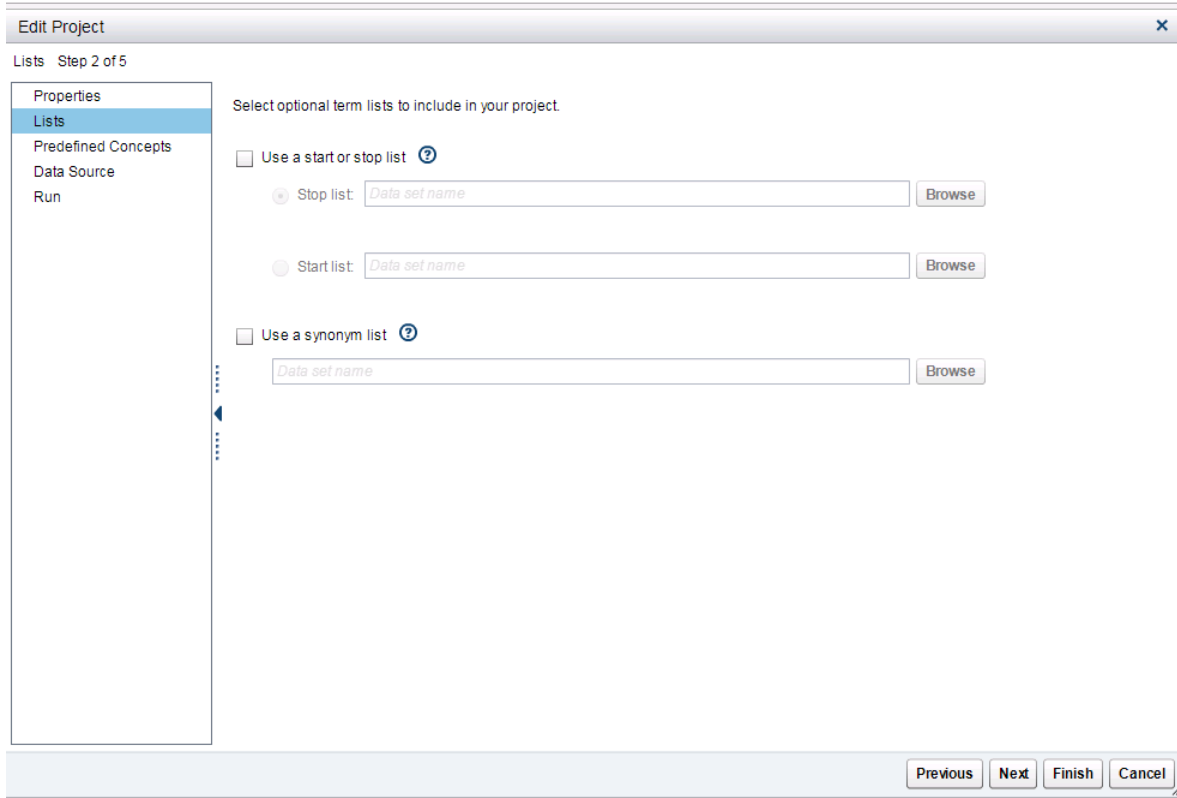 Edit Project
Lists Step 2 of 5
Properties
Lists
Predefined Concepts
Data Source
Run
Select optional term lists to include in your project.
Use a start or stop list ?
Stop list: Data set name Browse
Start list: Data set name Browse
Use a synonym list ?
Data set name Browse
Previous Next Finish Cancel